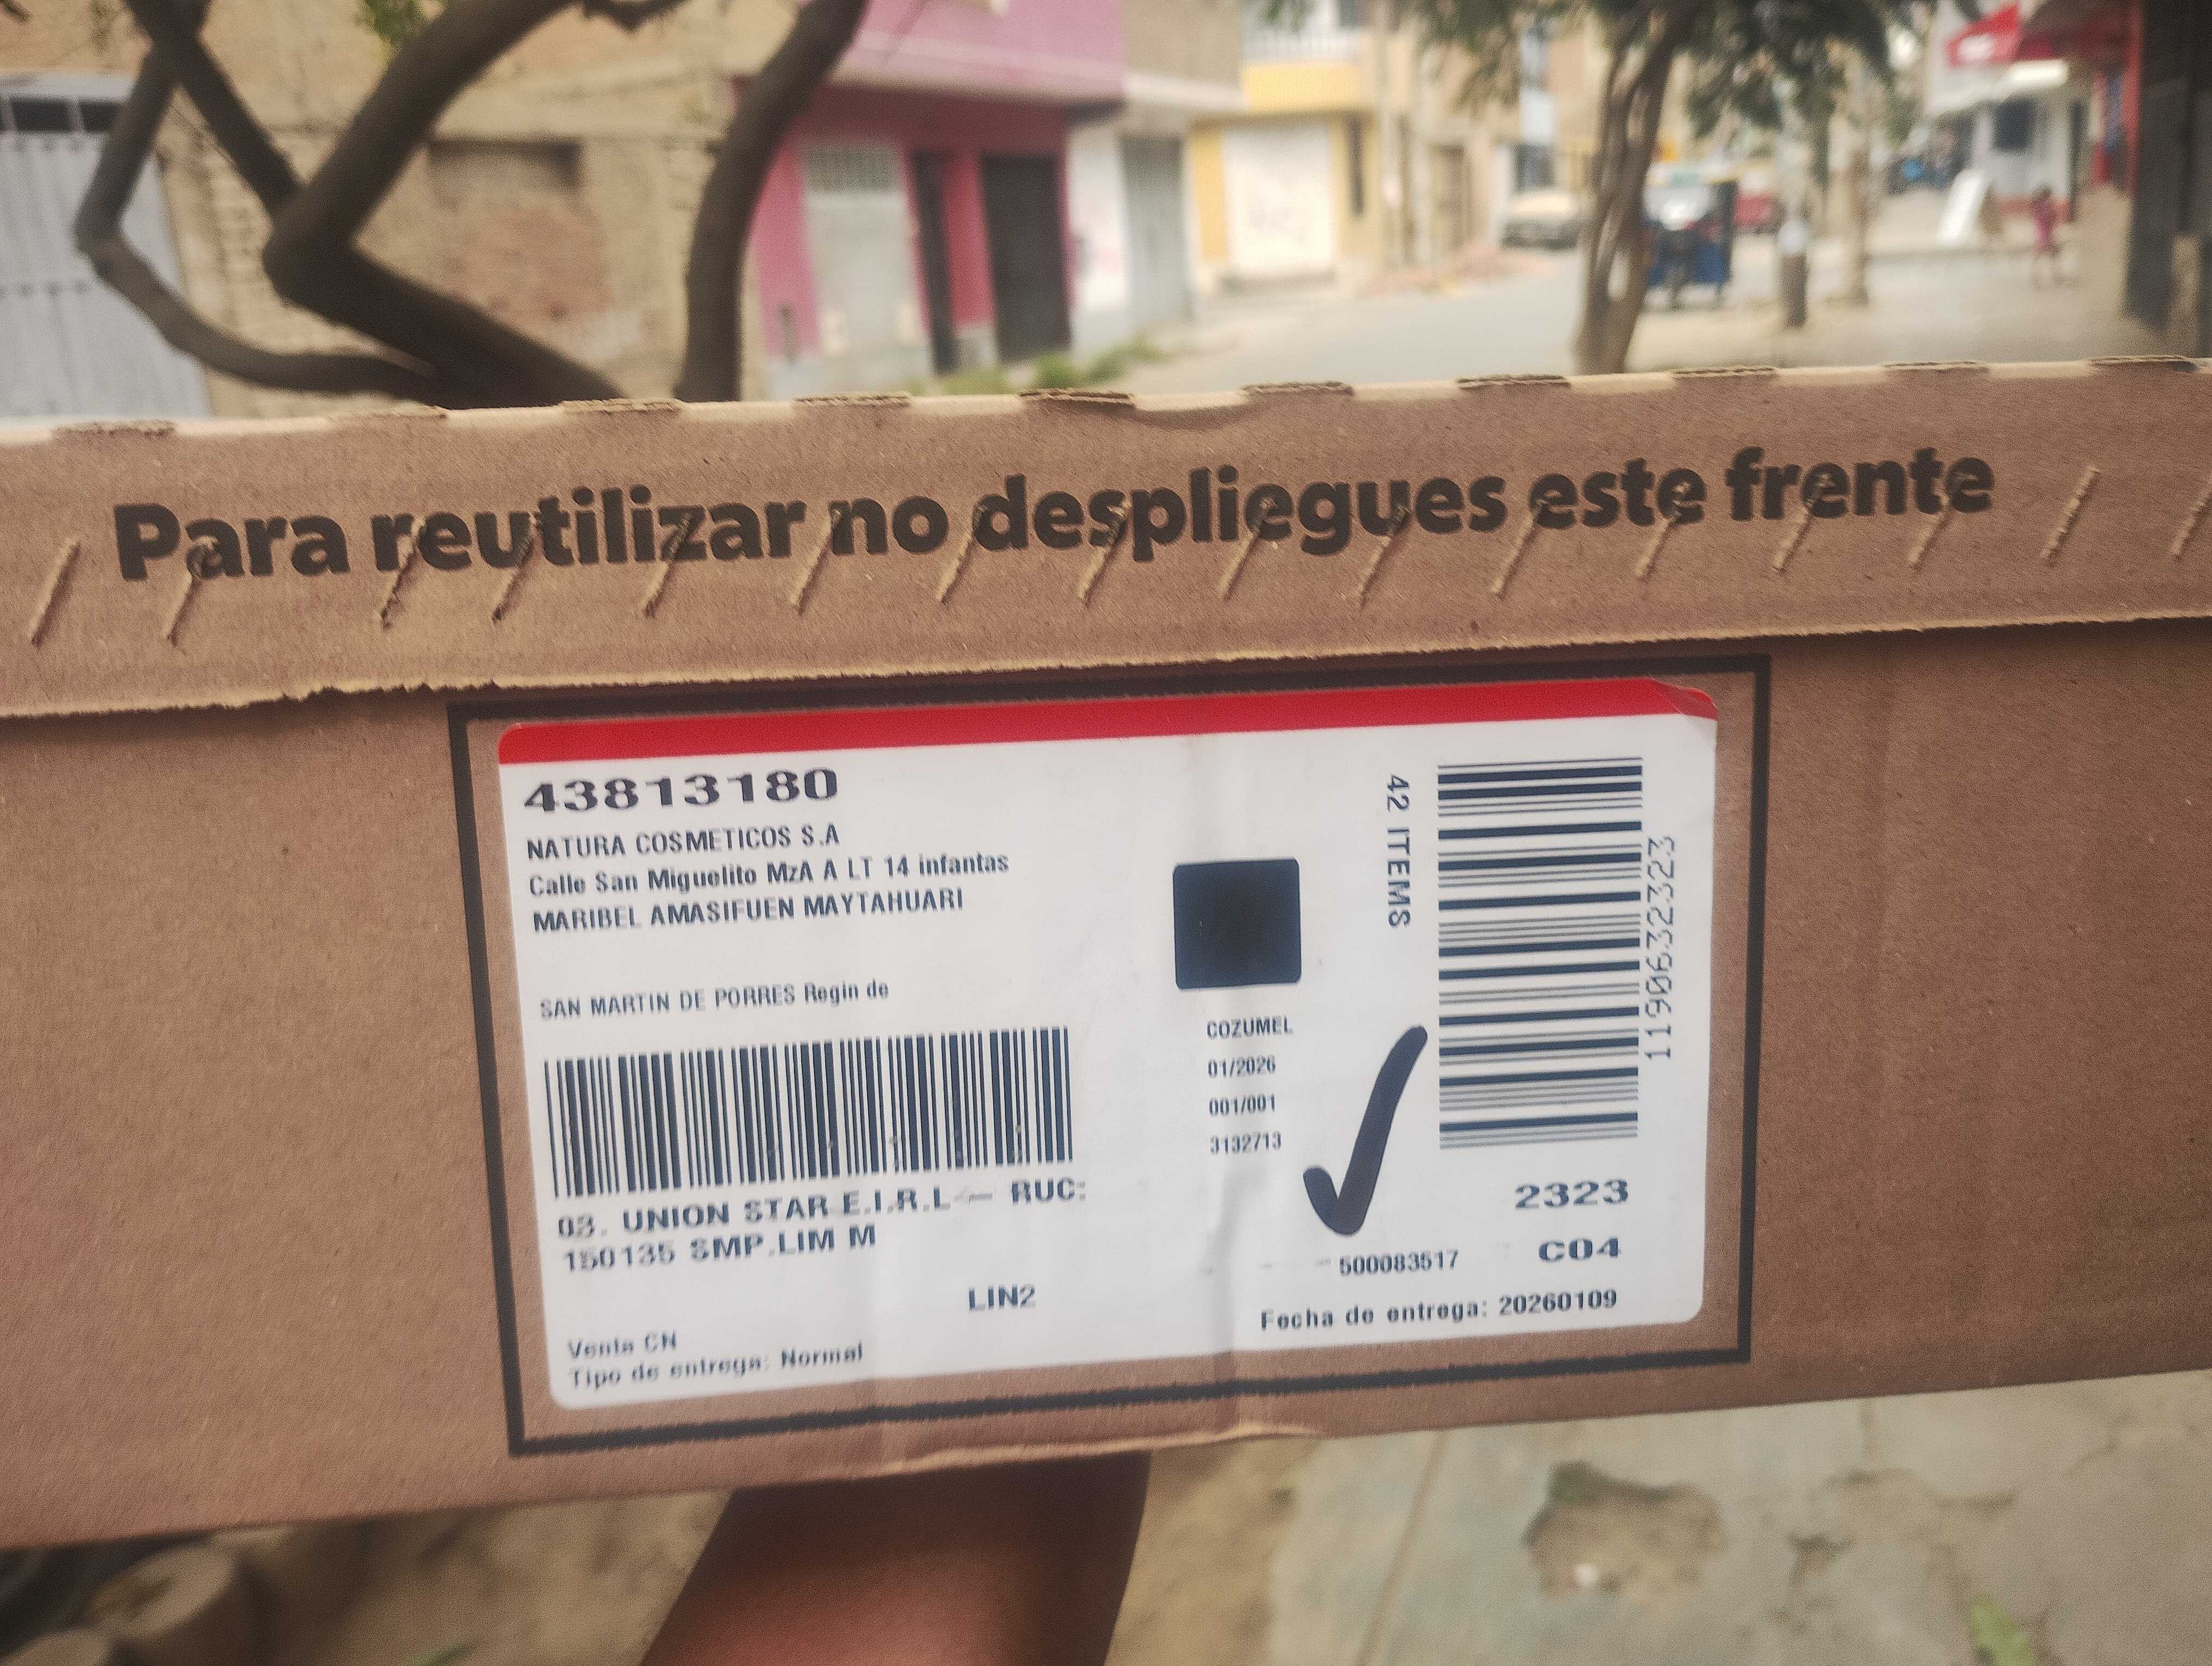 Para reutilizar no despliegues este frente
43813180
NATURA COSMETICOS S.A
Calle San Miguelito MzA A LT 14 infantas
MARIBEL AMASIFUEN MAYTAHUARI
SAN MARTIN DE PORRES Regin de
03. UNION STAR E.I.R.L — RUC:
150135 SMP.LIM M
LIN2
Venta CN
Tipo de entrega: Normal
COZUMEL
01/2026
001/001
3132713
42 ITEMS
1190632323
2323
C04
500083517
Fecha de entrega: 20260109